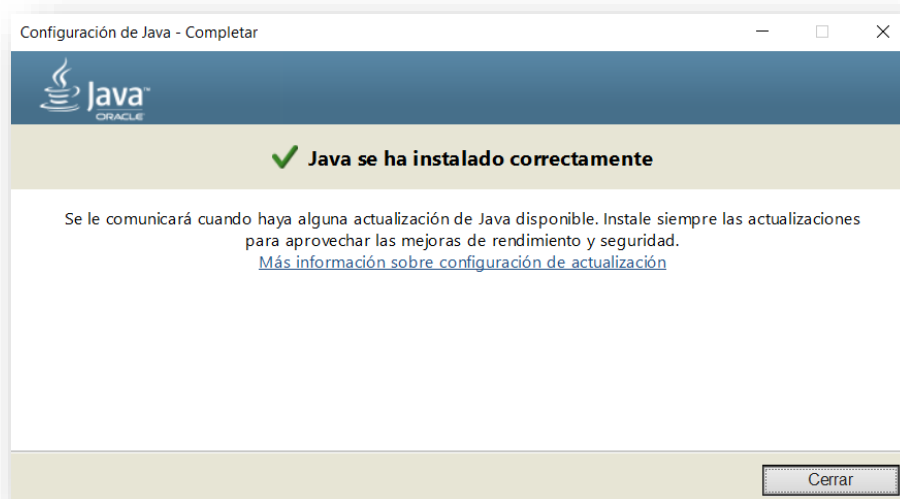 Configuración de Java - Completar
Java™
ORACLE
Java se ha instalado correctamente
Se le comunicará cuando haya alguna actualización de Java disponible. Instale siempre las actualizaciones
para aprovechar las mejoras de rendimiento y seguridad.
Más información sobre configuración de actualización
Cerrar